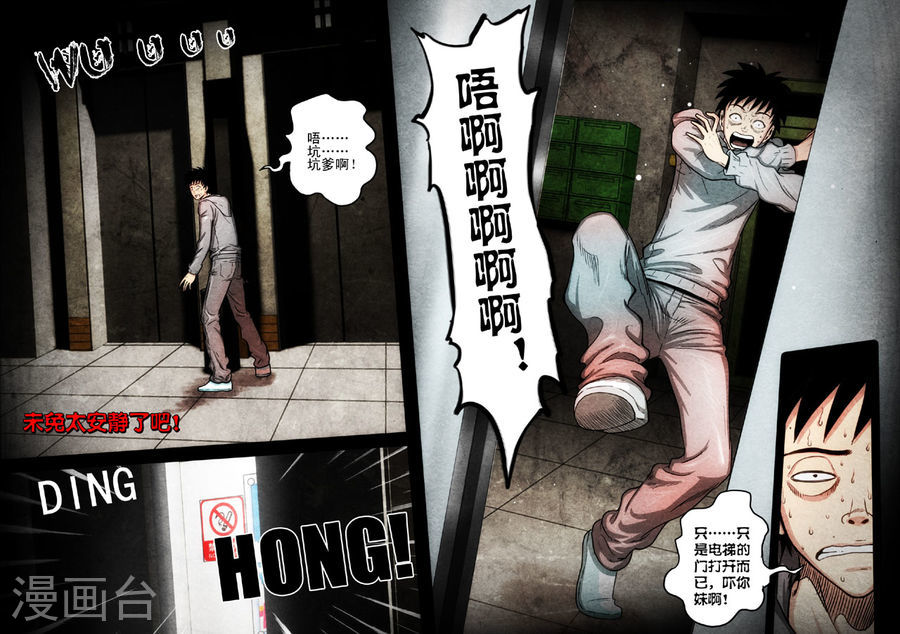 WU U U U
唔……
坑……
坑爹啊!
未免太安静了吧!
DING
HONG!
唔啊啊啊啊啊!
只……只
是电梯的
门打开而
已,吓你
妹啊!
漫画台